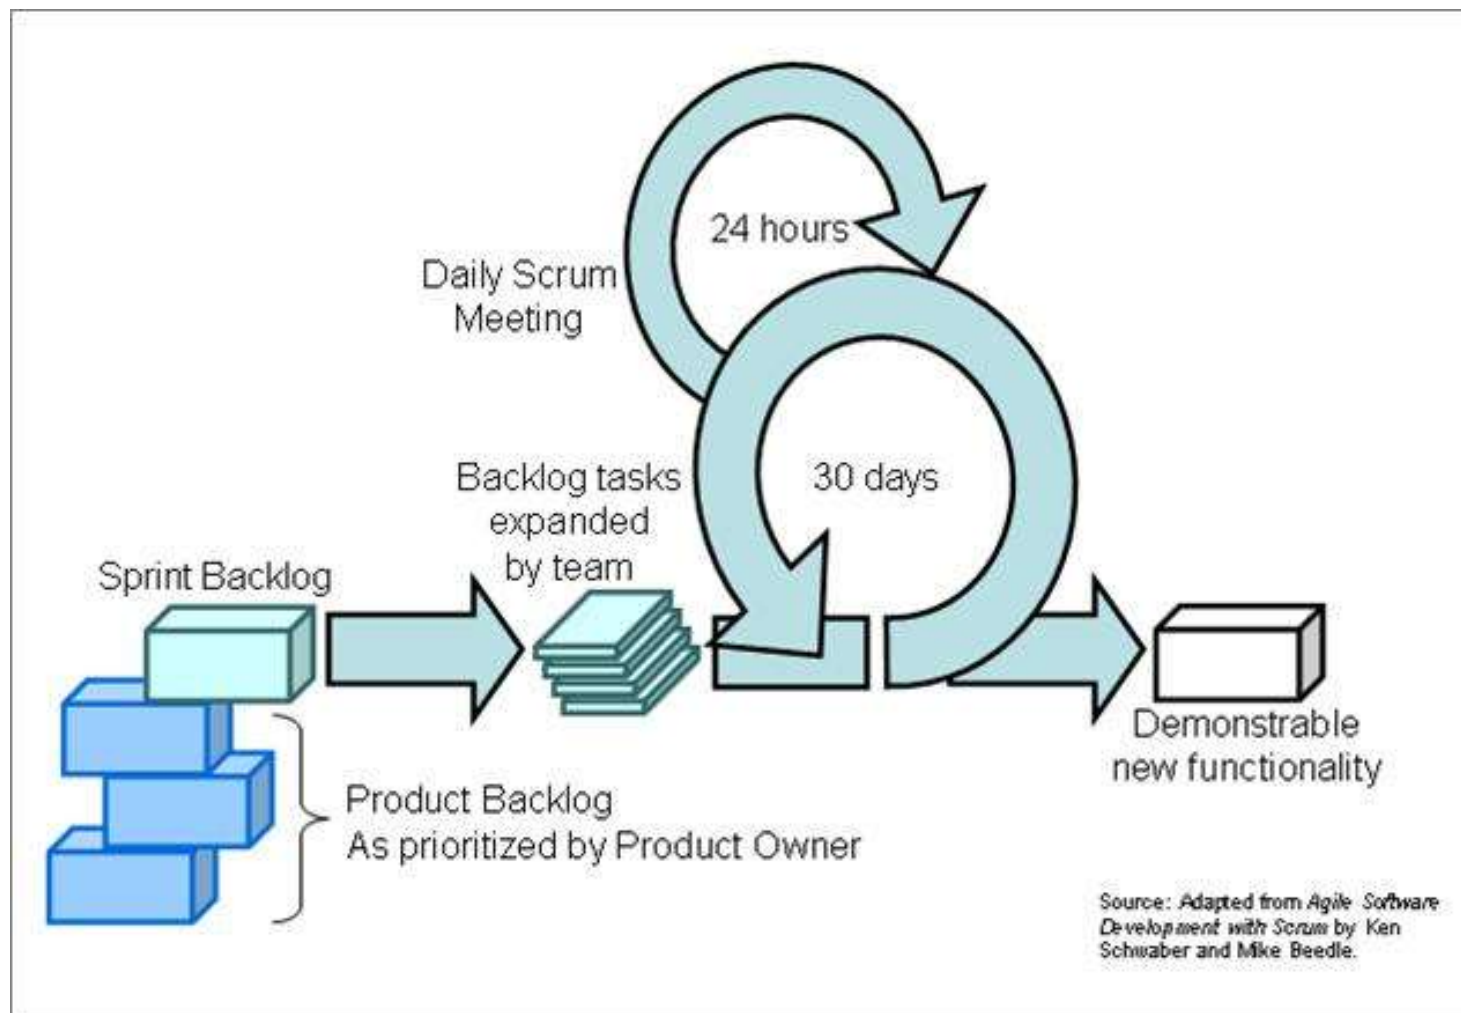 24 hours
Daily Scrum
Meeting
30 days
Backlog tasks
expanded
by team
Sprint Backlog
Demonstrable
new functionality
Product Backlog
As prioritized by Product Owner
Source: Adapted from Agile Software
Development with Scrum by Ken
Schwaber and Mike Beedle.